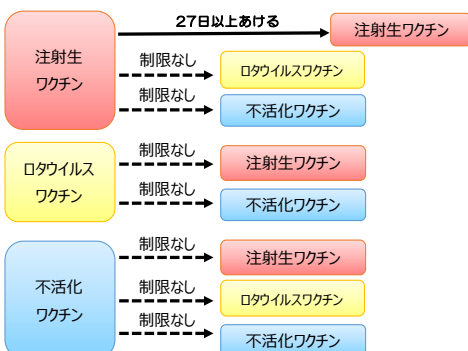 27日以上あける
注射生ワクチン
注射生
ワクチン
制限なし
ロタウイルスワクチン
制限なし
不活化ワクチン
ロタウイルス
ワクチン
制限なし
注射生ワクチン
制限なし
不活化ワクチン
不活化
ワクチン
制限なし
注射生ワクチン
制限なし
ロタウイルスワクチン
制限なし
不活化ワクチン